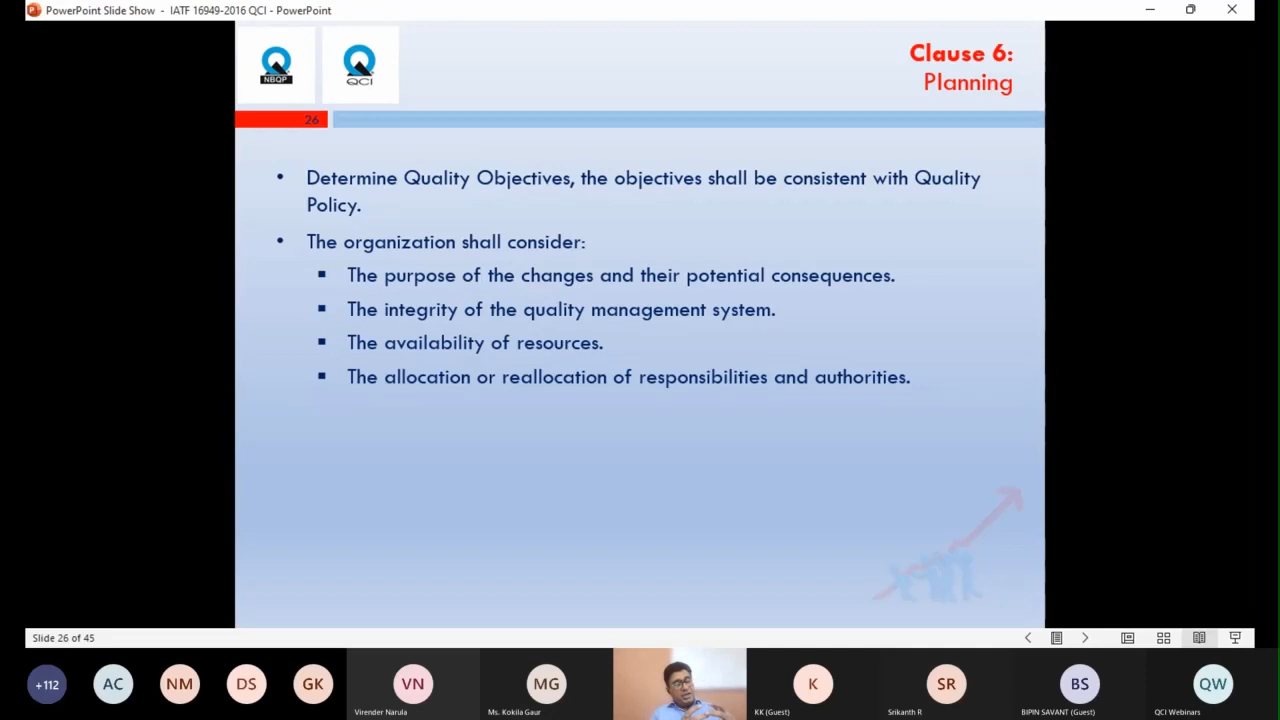 PowerPoint Slide Show - IATF 16949-2016 QCI - PowerPoint
NBQP
QCI
Clause 6:
Planning
26
• Determine Quality Objectives, the objectives shall be consistent with Quality
Policy.
• The organization shall consider:
▪ The purpose of the changes and their potential consequences.
▪ The integrity of the quality management system.
▪ The availability of resources.
▪ The allocation or reallocation of responsibilities and authorities.
Slide 26 of 45
+112
AC
NM
DS
GK
VN
MG
K
SR
BS
QW
Virender Narula
Ms. Kokila Gaur
KK (Guest)
Srikanth R
BIPIN SAVANT (Guest)
QCI Webinars